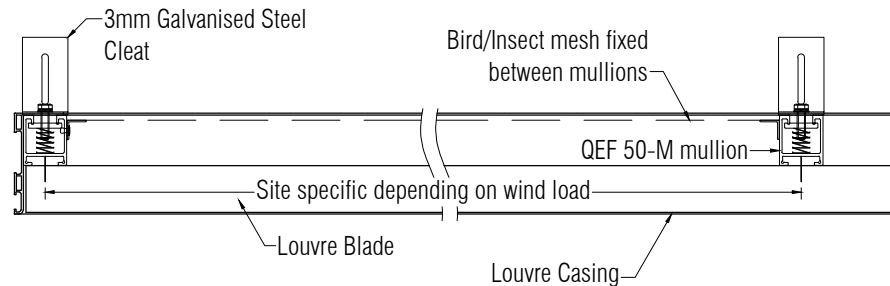 3mm Galvanised Steel
Cleat
Bird/Insect mesh fixed
between mullions
QEF 50-M mullion
Site specific depending on wind load
Louvre Blade
Louvre Casing